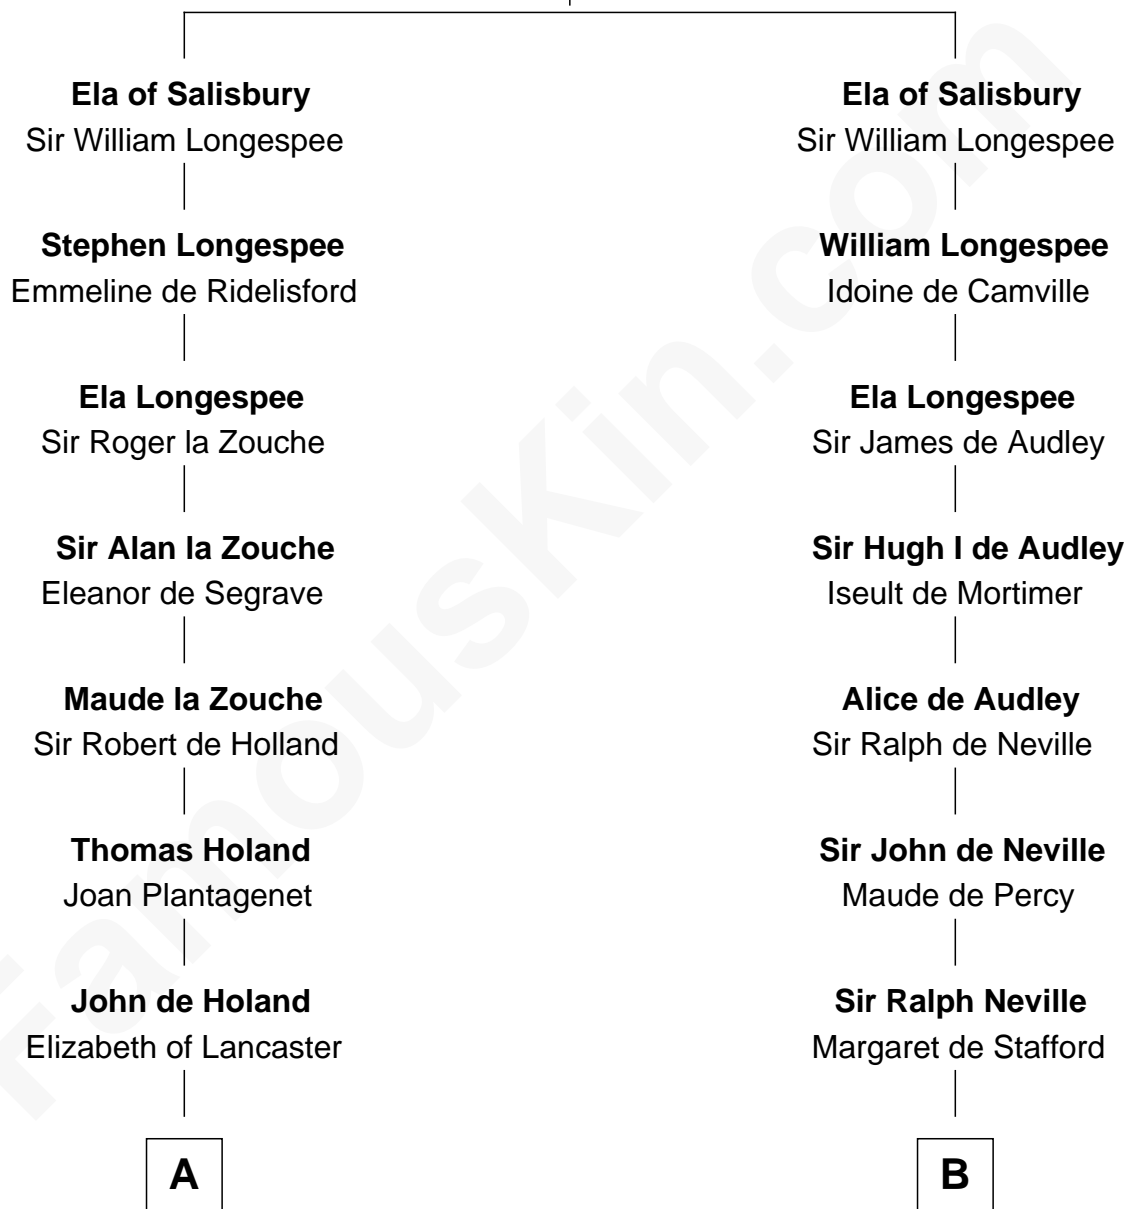 Ela of Salisbury
Sir William Longespee
Stephen Longespee
Emmeline de Ridelisford
Ela Longespee
Sir Roger la Zouche
Sir Alan la Zouche
Eleanor de Segrave
Maude la Zouche
Sir Robert de Holland
Thomas Holand
Joan Plantagenet
John de Holand
Elizabeth of Lancaster
A
Ela of Salisbury
Sir William Longespee
William Longespee
Idoine de Camville
Ela Longespee
Sir James de Audley
Sir Hugh I de Audley
Iseult de Mortimer
Alice de Audley
Sir Ralph de Neville
Sir John de Neville
Maude de Percy
Sir Ralph Neville
Margaret de Stafford
B
FamousKin.com